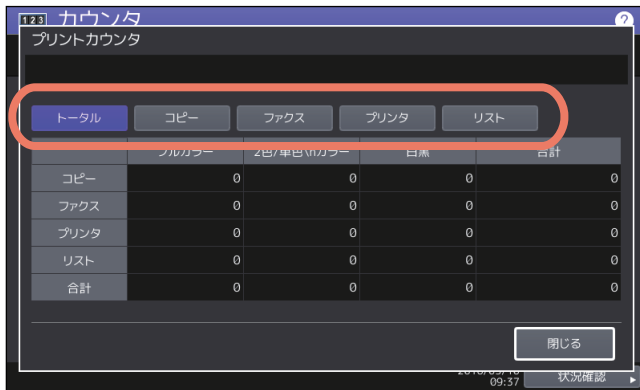 123 カウンタ ?
プリントカウンタ
トータル コピー ファクス プリンタ リスト
フルカラー 2色/単色\nカラー 白黒 合計
コピー 0 0 0 0
ファクス 0 0 0 0
プリンタ 0 0 0 0
リスト 0 0 0 0
合計 0 0 0 0
閉じる
09:37 状況確認